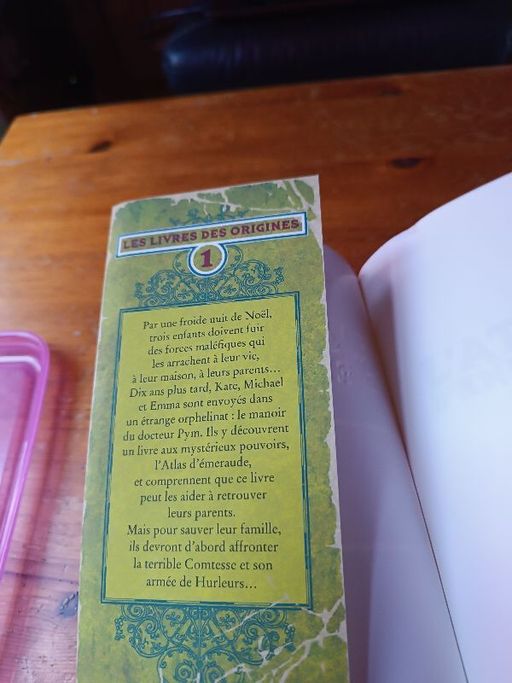 LES LIVRES DES ORIGINES
1
Par une froide nuit de Noël,
trois enfants doivent fuir
des forces maléfiques qui
les arrachent à leur vie,
à leur maison, à leurs parents...
Dix ans plus tard, Kate, Michael
et Emma sont envoyés dans
un étrange orphelinat : le manoir
du docteur Pym. Ils y découvrent
un livre aux mystérieux pouvoirs,
l'Atlas d'émeraude,
et comprennent que ce livre
peut les aider à retrouver
leurs parents.
Mais pour sauver leur famille,
ils devront d'abord affronter
la terrible Comtesse et son
armée de Hurleurs...